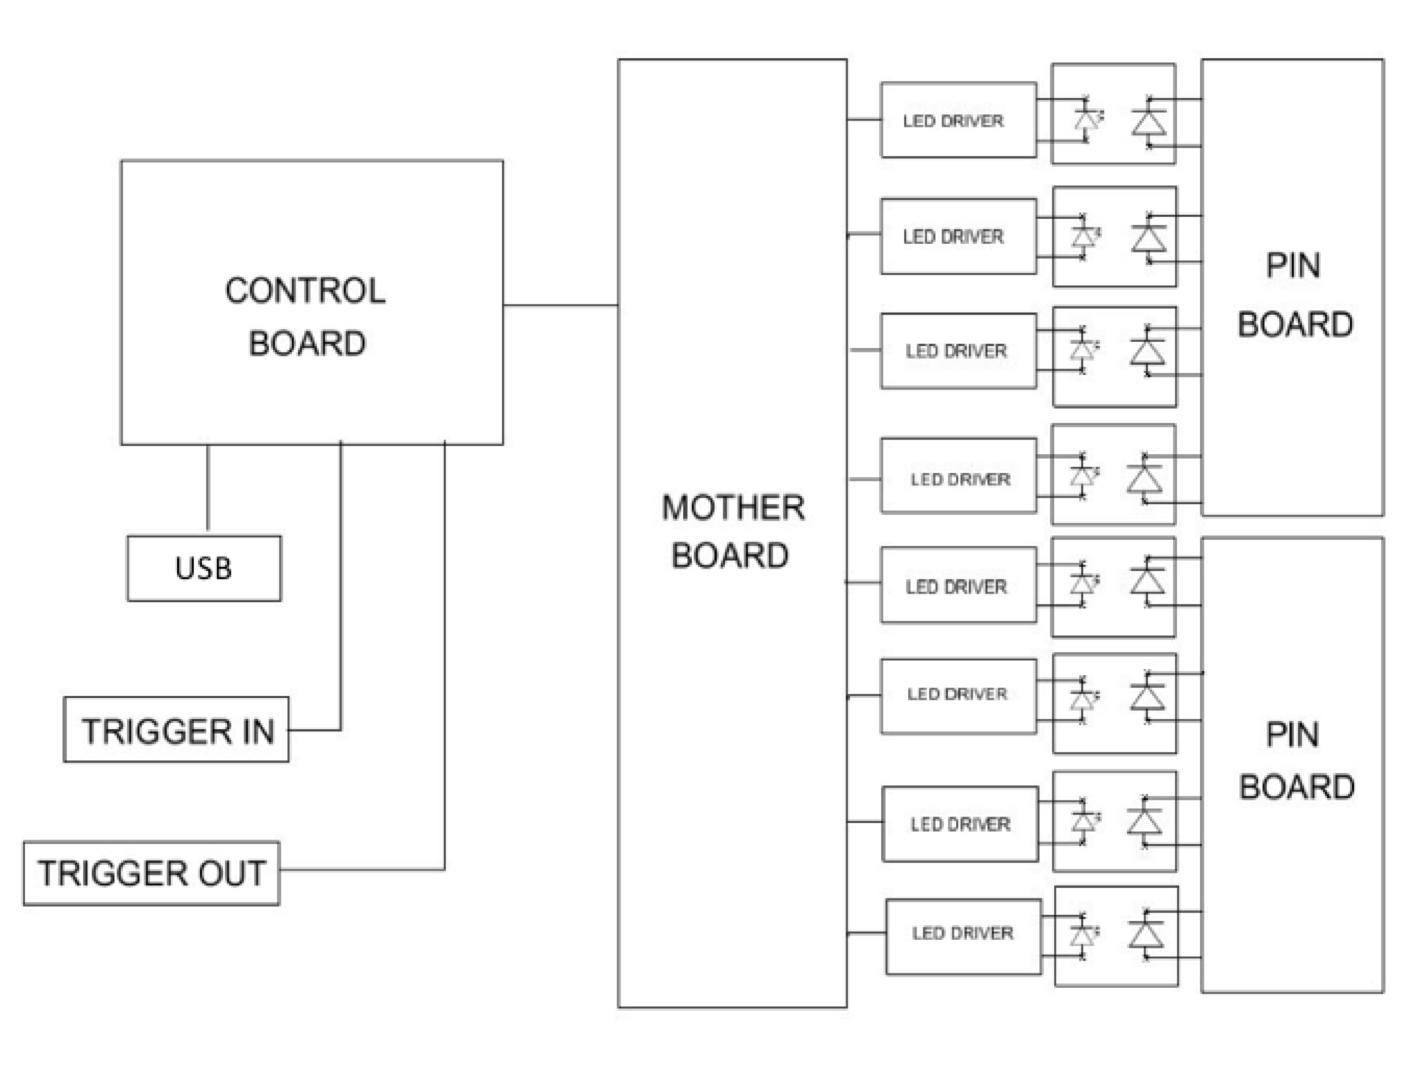 CONTROL
BOARD
USB
TRIGGER IN
TRIGGER OUT
MOTHER
BOARD
LED DRIVER
LED DRIVER
LED DRIVER
LED DRIVER
LED DRIVER
LED DRIVER
LED DRIVER
LED DRIVER
PIN
BOARD
PIN
BOARD